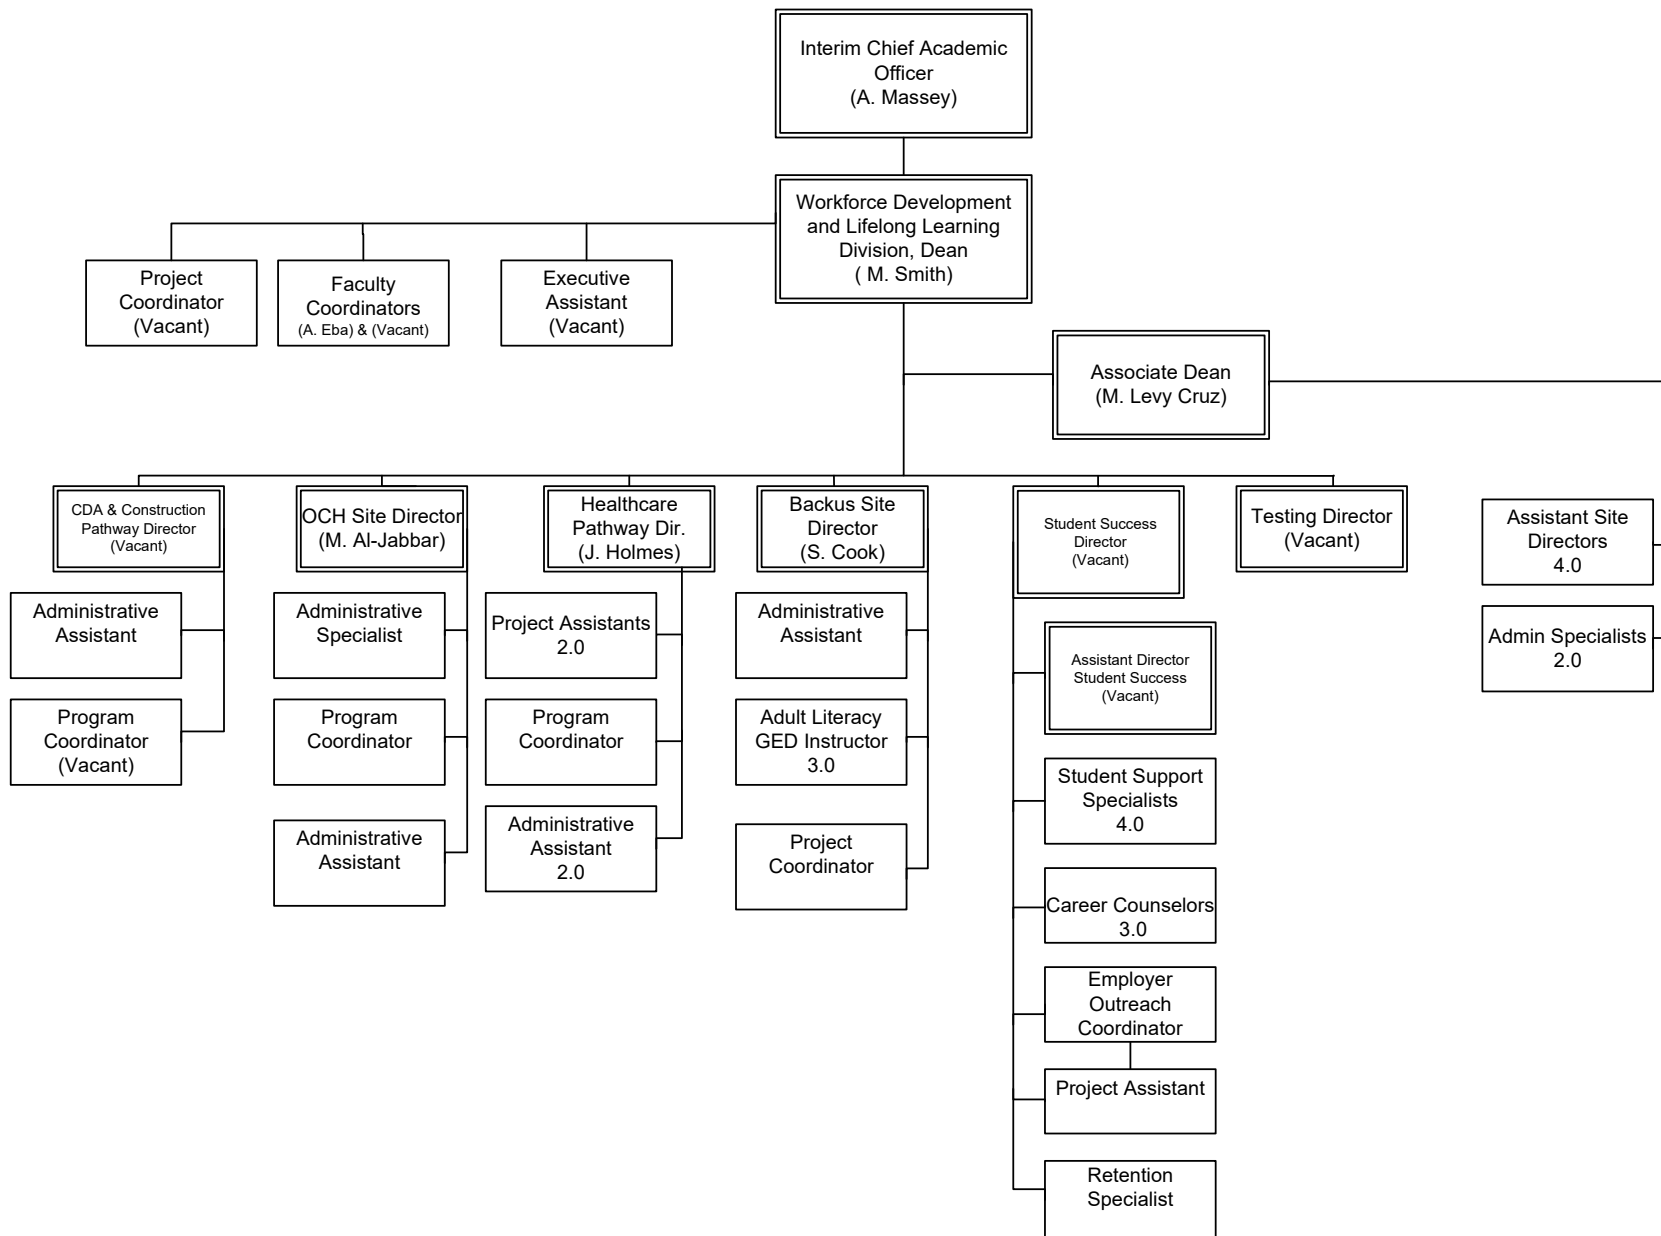 Interim Chief Academic
Officer
(A. Massey)
Workforce Development
and Lifelong Learning
Division, Dean
( M. Smith)
Project
Coordinator
(Vacant)
Faculty
Coordinators
(A. Eba) & (Vacant)
Executive
Assistant
(Vacant)
Associate Dean
(M. Levy Cruz)
CDA & Construction
Pathway Director
(Vacant)
Administrative
Assistant
Program
Coordinator
(Vacant)
OCH Site Director
(M. Al-Jabbar)
Administrative
Specialist
Program
Coordinator
Administrative
Assistant
Healthcare
Pathway Dir.
(J. Holmes)
Project Assistants
2.0
Program
Coordinator
Administrative
Assistant
2.0
Backus Site
Director
(S. Cook)
Administrative
Assistant
Adult Literacy
GED Instructor
3.0
Project
Coordinator
Student Success
Director
(Vacant)
Assistant Director
Student Success
(Vacant)
Student Support
Specialists
4.0
Career Counselors
3.0
Employer
Outreach
Coordinator
Project Assistant
Retention
Specialist
Testing Director
(Vacant)
Assistant Site
Directors
4.0
Admin Specialists
2.0